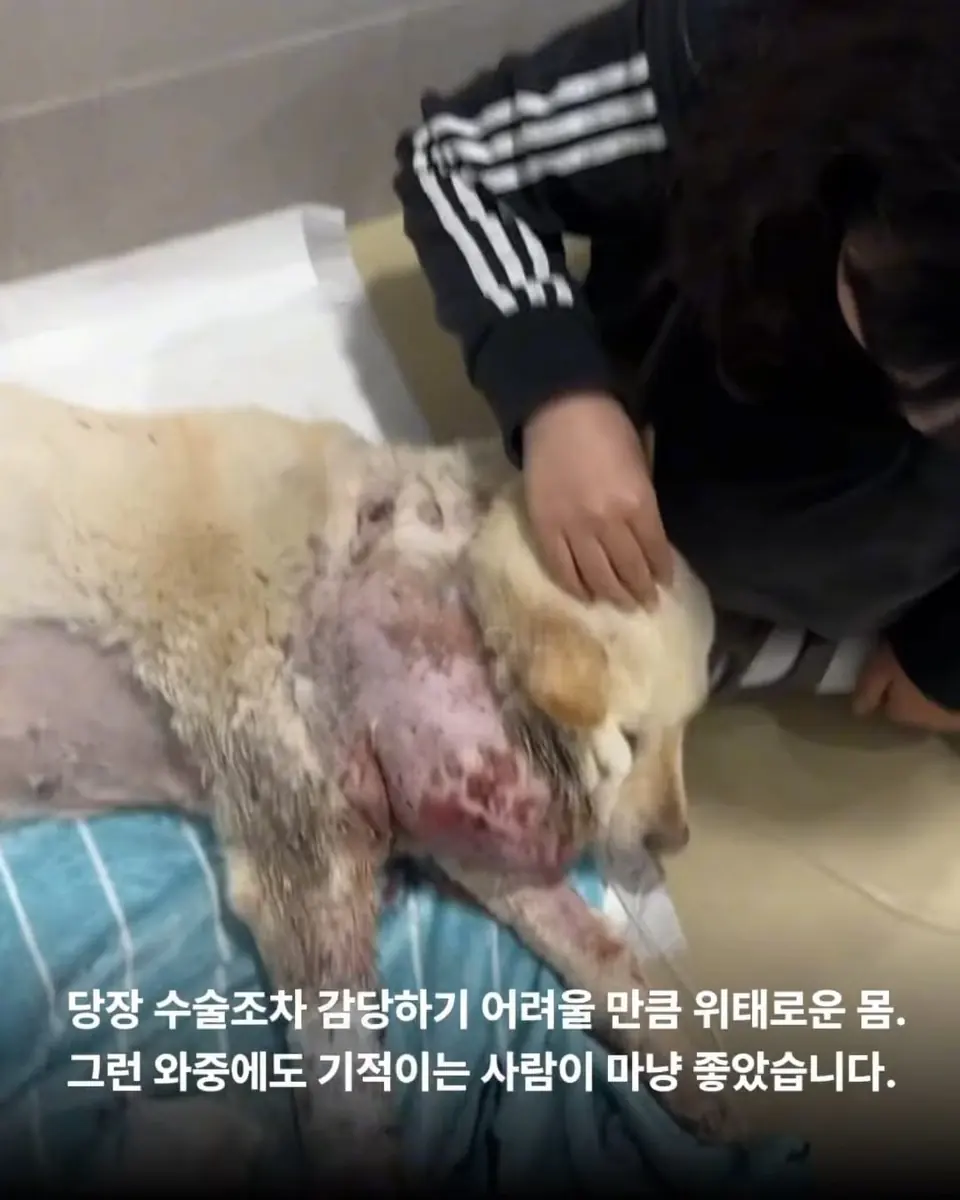 당장 수술조차 감당하기 어려울 만큼 위태로운 몸.
그런 와중에도 기적이는 사람이 마냥 좋았습니다.